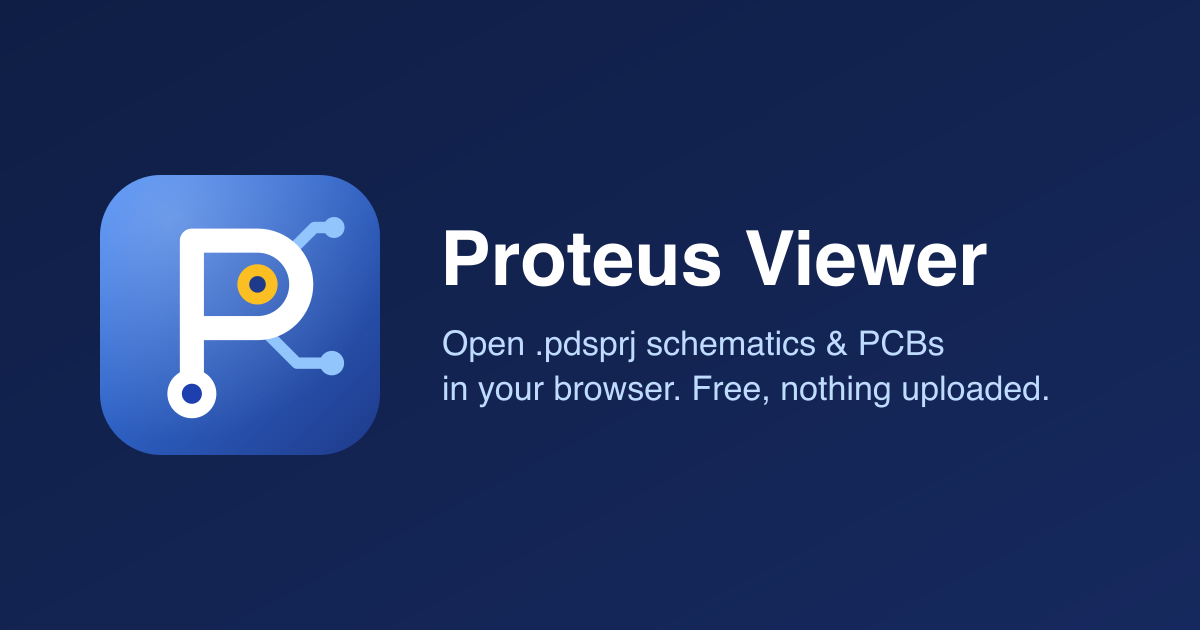 Proteus Viewer
Open .pdsprj schematics & PCBs
in your browser. Free, nothing uploaded.